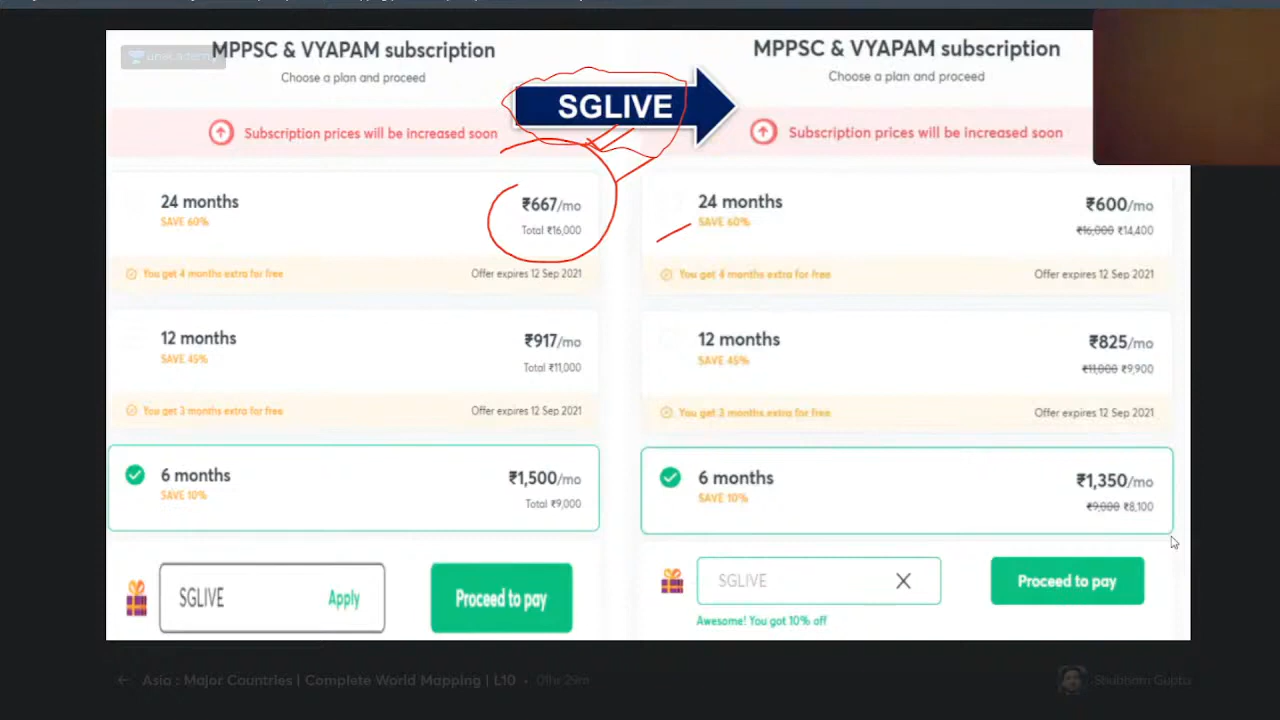 unacademy
MPPSC & VYAPAM subscription
Choose a plan and proceed
Subscription prices will be increased soon
24 months
SAVE 60%
₹667/mo
Total ₹16,000
You get 4 months extra for free
Offer expires 12 Sep 2021
12 months
SAVE 45%
₹917/mo
Total ₹11,000
You get 3 months extra for free
Offer expires 12 Sep 2021
6 months
SAVE 10%
₹1,500/mo
Total ₹9,000
SGLIVE
Apply
Proceed to pay
SGLIVE
MPPSC & VYAPAM subscription
Choose a plan and proceed
Subscription prices will be increased soon
24 months
SAVE 60%
₹600/mo
₹16,000 ₹14,400
You get 4 months extra for free
Offer expires 12 Sep 2021
12 months
SAVE 45%
₹825/mo
₹11,000 ₹9,900
You get 3 months extra for free
Offer expires 12 Sep 2021
6 months
SAVE 10%
₹1,350/mo
₹9,000 ₹8,100
SGLIVE
Proceed to pay
Awesome! You got 10% off
Asia : Major Countries | Complete World Mapping | L10 • 01hr 29m
Shubham Gupta